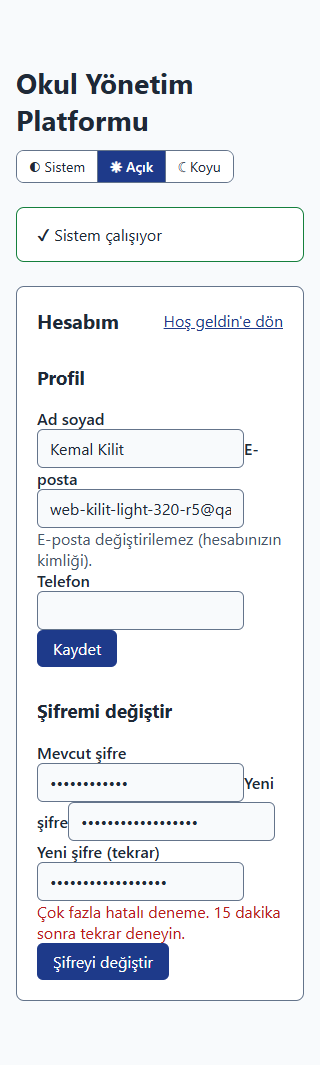 Okul Yönetim
Platformu
Sistem
Açık
Koyu
✓ Sistem çalışıyor
Hesabım
Hoş geldin'e dön
Profil
Ad soyad
Kemal Kilit
E-
posta
web-kilit-light-320-r5@qa
E-posta değiştirilemez (hesabınızın
kimliği).
Telefon
Kaydet
Şifremi değiştir
Mevcut şifre
••••••••••••
Yeni
şifre
••••••••••••••••••
Yeni şifre (tekrar)
••••••••••••••••••
Çok fazla hatalı deneme. 15 dakika
sonra tekrar deneyin.
Şifreyi değiştir